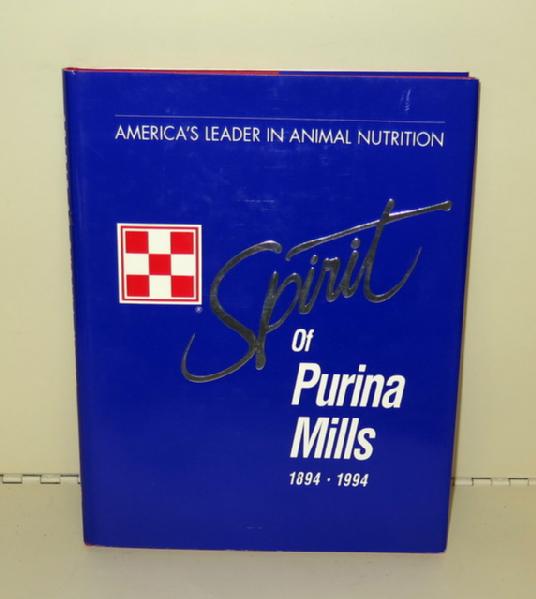 AMERICA'S LEADER IN ANIMAL NUTRITION
Spirit
®
Of
Purina
Mills
1894 · 1994